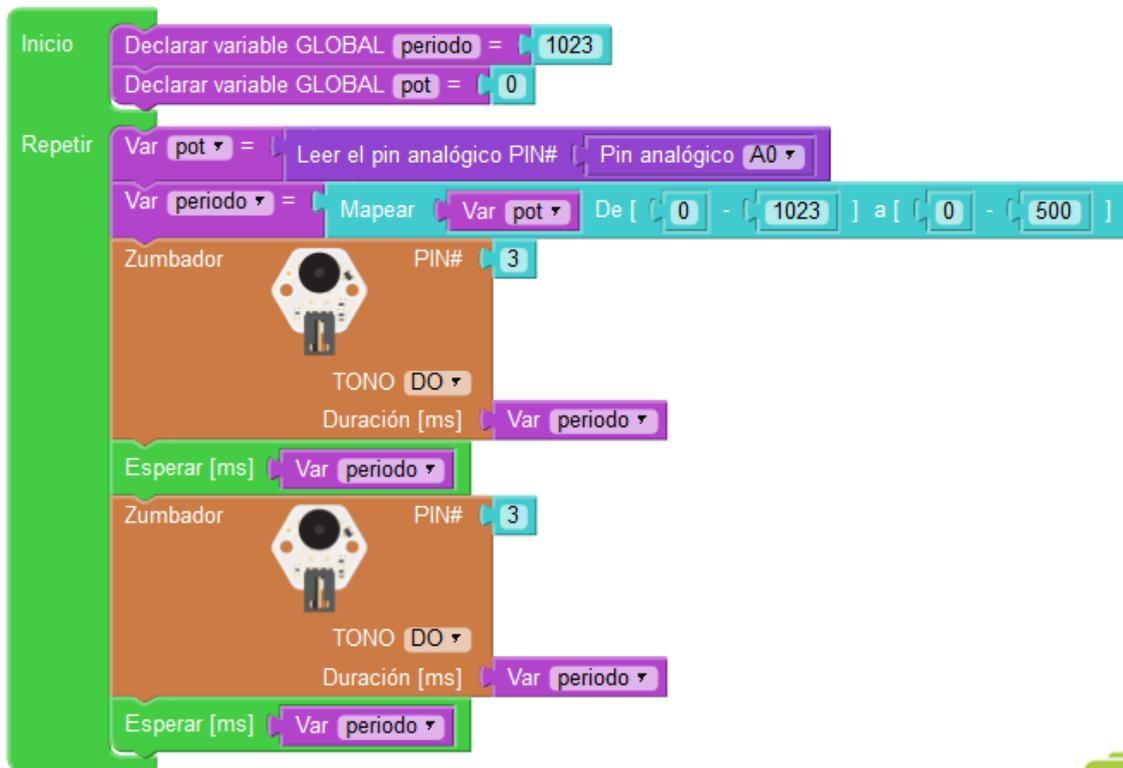 Inicio Declarar variable GLOBAL periodo = 1023
Declarar variable GLOBAL pot = 0
Repetir Var pot = Leer el pin analógico PIN# Pin analógico A0
Var periodo = Mapear Var pot De [ 0 - 1023 ] a [ 0 - 500 ]
Zumbador PIN# 3
TONO DO
Duración [ms] Var periodo
Esperar [ms] Var periodo
Zumbador PIN# 3
TONO DO
Duración [ms] Var periodo
Esperar [ms] Var periodo